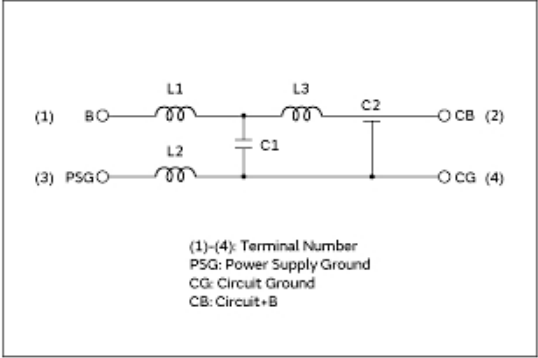 L1
L3
C2
(1) B
CB (2)
C1
L2
(3) PSG
CG (4)
(1)-(4): Terminal Number
PSG: Power Supply Ground
CG: Circuit Ground
CB: Circuit+B